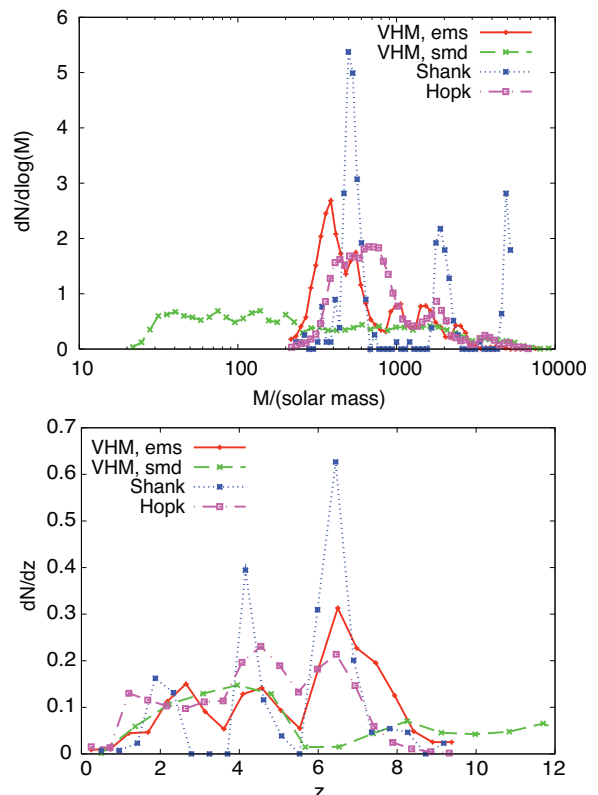 6
5
4
3
2
1
0
dN/dlog(M)
VHM, ems
VHM, smd
Shank
Hopk
10 100 1000 10000
M/(solar mass)
0.7
0.6
0.5
0.4
0.3
0.2
0.1
0
dN/dz
VHM, ems
VHM, smd
Shank
Hopk
0 2 4 6 8 10 12
z